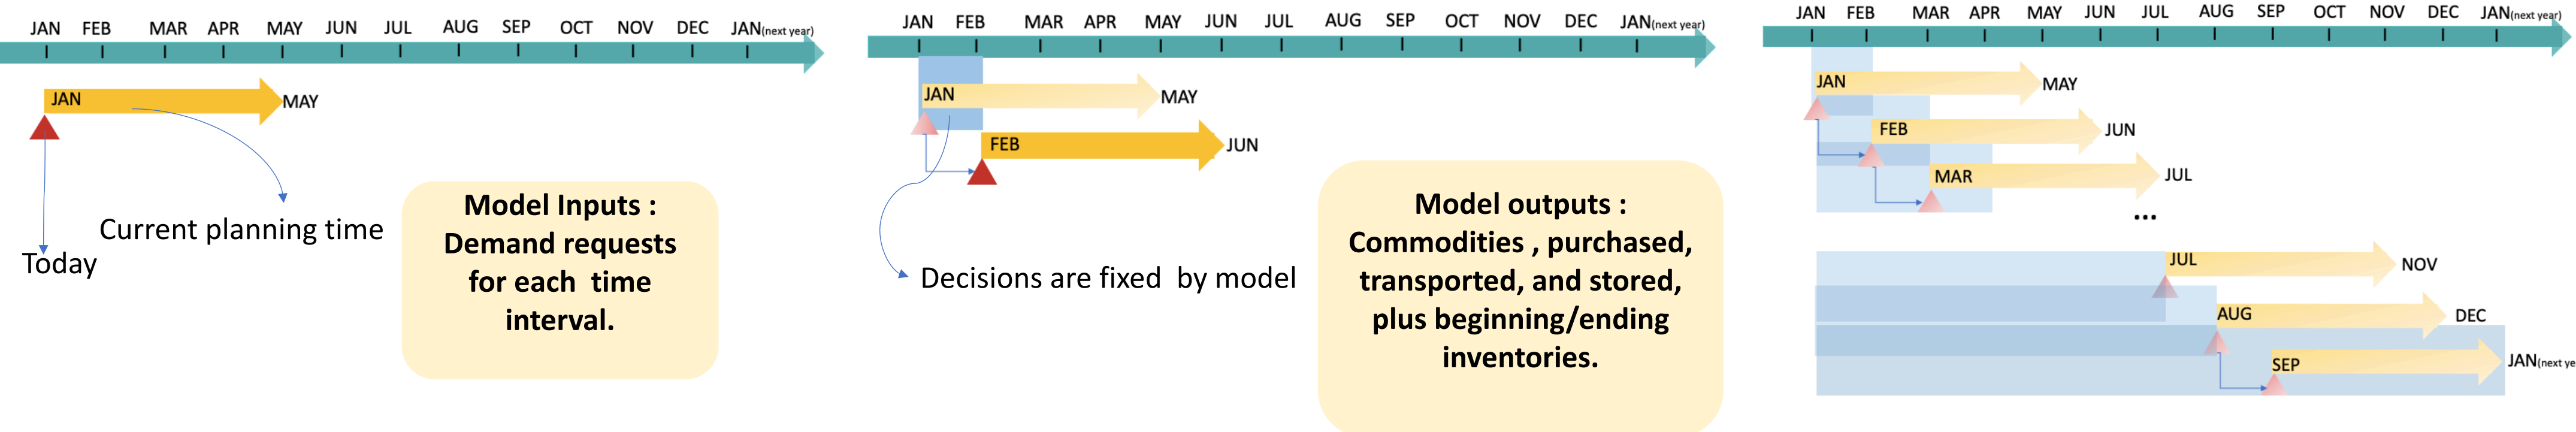 JAN FEB MAR APR MAY JUN JUL AUG SEP OCT NOV DEC JAN(next year)
JAN
MAY
Current planning time
Today
Model Inputs :
Demand requests
for each time
interval.
JAN FEB MAR APR MAY JUN JUL AUG SEP OCT NOV DEC JAN(next year)
JAN
MAY
FEB
JUN
Decisions are fixed by model
Model outputs :
Commodities , purchased,
transported, and stored,
plus beginning/ending
inventories.
JAN FEB MAR APR MAY JUN JUL AUG SEP OCT NOV DEC JAN(next year)
JAN
MAY
FEB
JUN
MAR
JUL
...
JUL
NOV
AUG
DEC
SEP
JAN(next ye